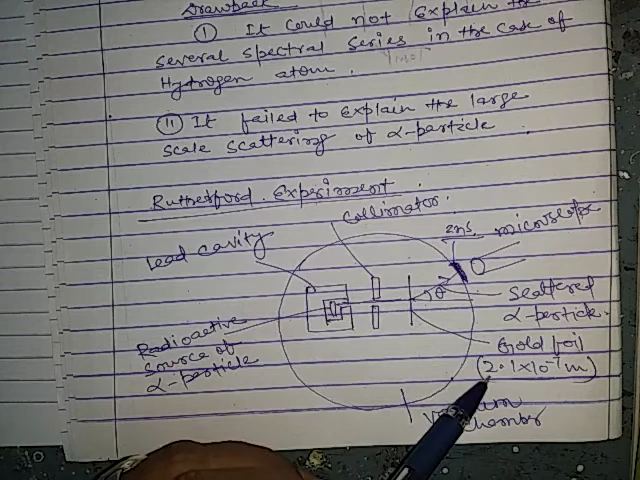 Drawback
(I) It could not explain the
several spectral series in the case of
Hydrogen atom.
(II) It failed to explain the large
scale scattering of α-particle
Rutherford Experiment
Collimator
Lead cavity
ZnS
microscope
θ
Scattered
α-particle.
Radioactive
source of
α-particle
Gold foil
(2.1×10⁻⁷m)
chamber